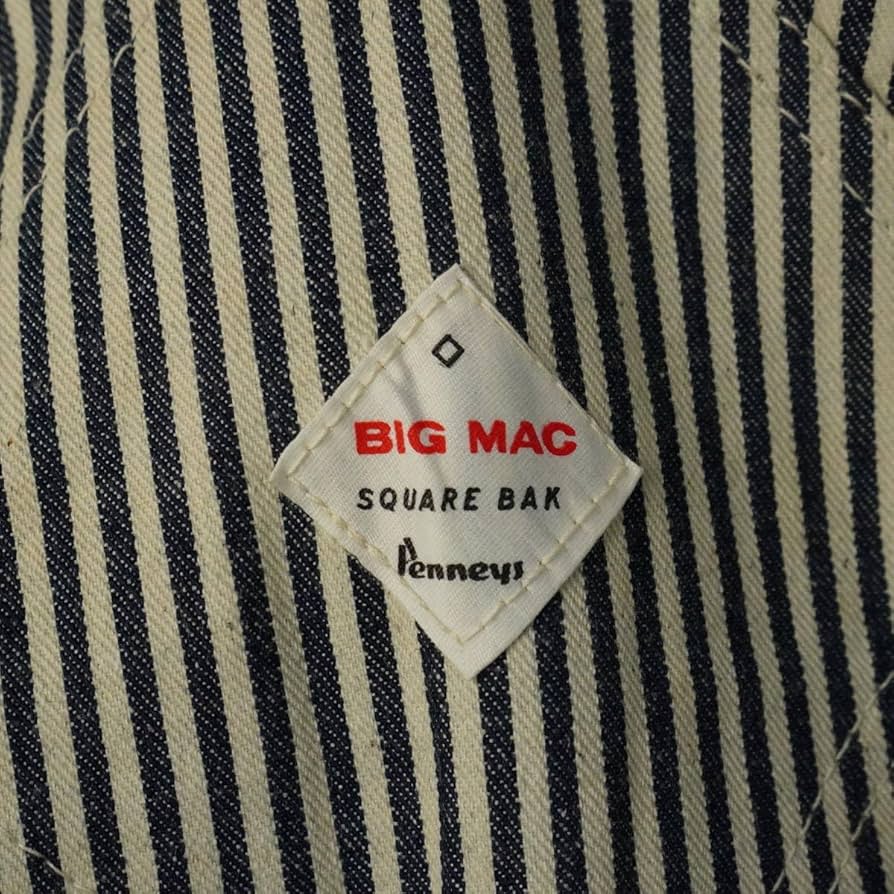 BIG MAC
SQUARE BAK
Penneys